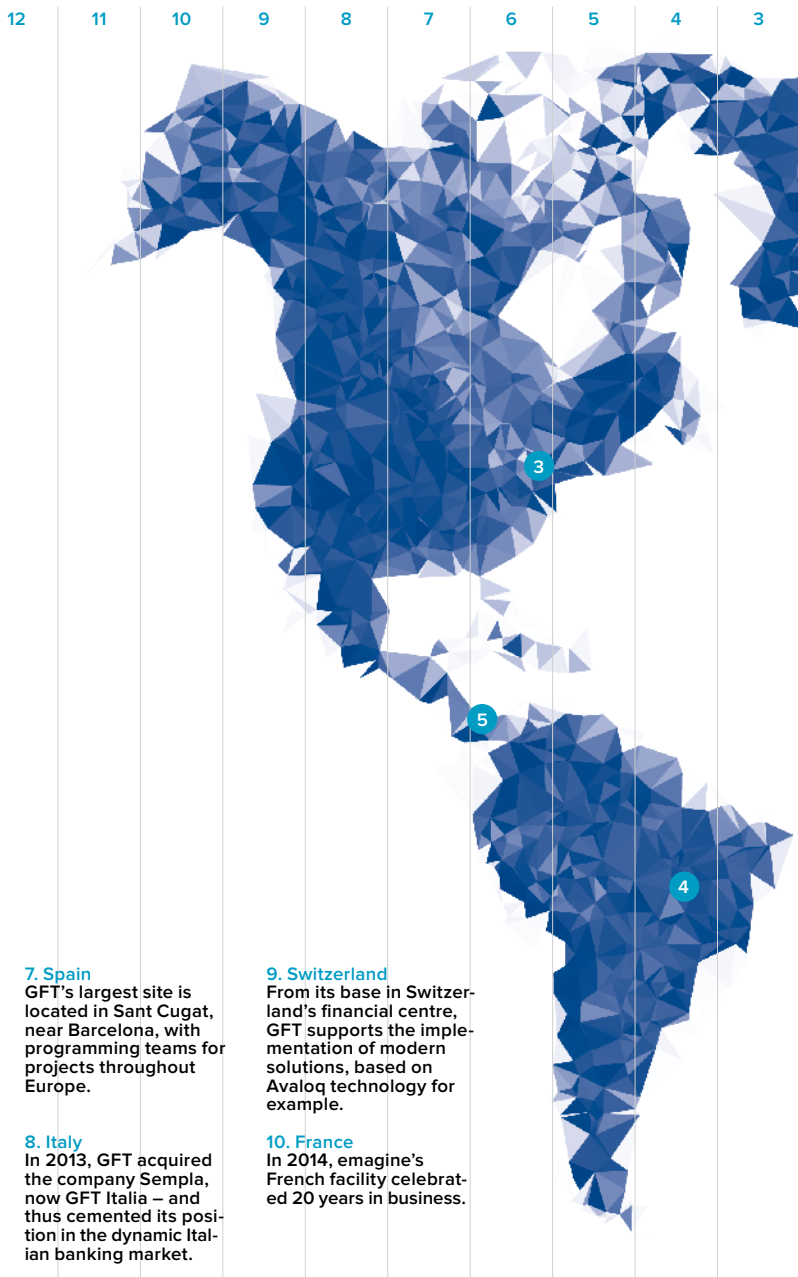 12 11 10 9 8 7 6 5 4 3
3
5
4
7. Spain
GFT's largest site is
located in Sant Cugat,
near Barcelona, with
programming teams for
projects throughout
Europe.
8. Italy
In 2013, GFT acquired
the company Sempla,
now GFT Italia – and
thus cemented its posi-
tion in the dynamic Ital-
ian banking market.
9. Switzerland
From its base in Switzer-
land's financial centre,
GFT supports the imple-
mentation of modern
solutions, based on
Avaloq technology for
example.
10. France
In 2014, emagine's
French facility celebrat-
ed 20 years in business.